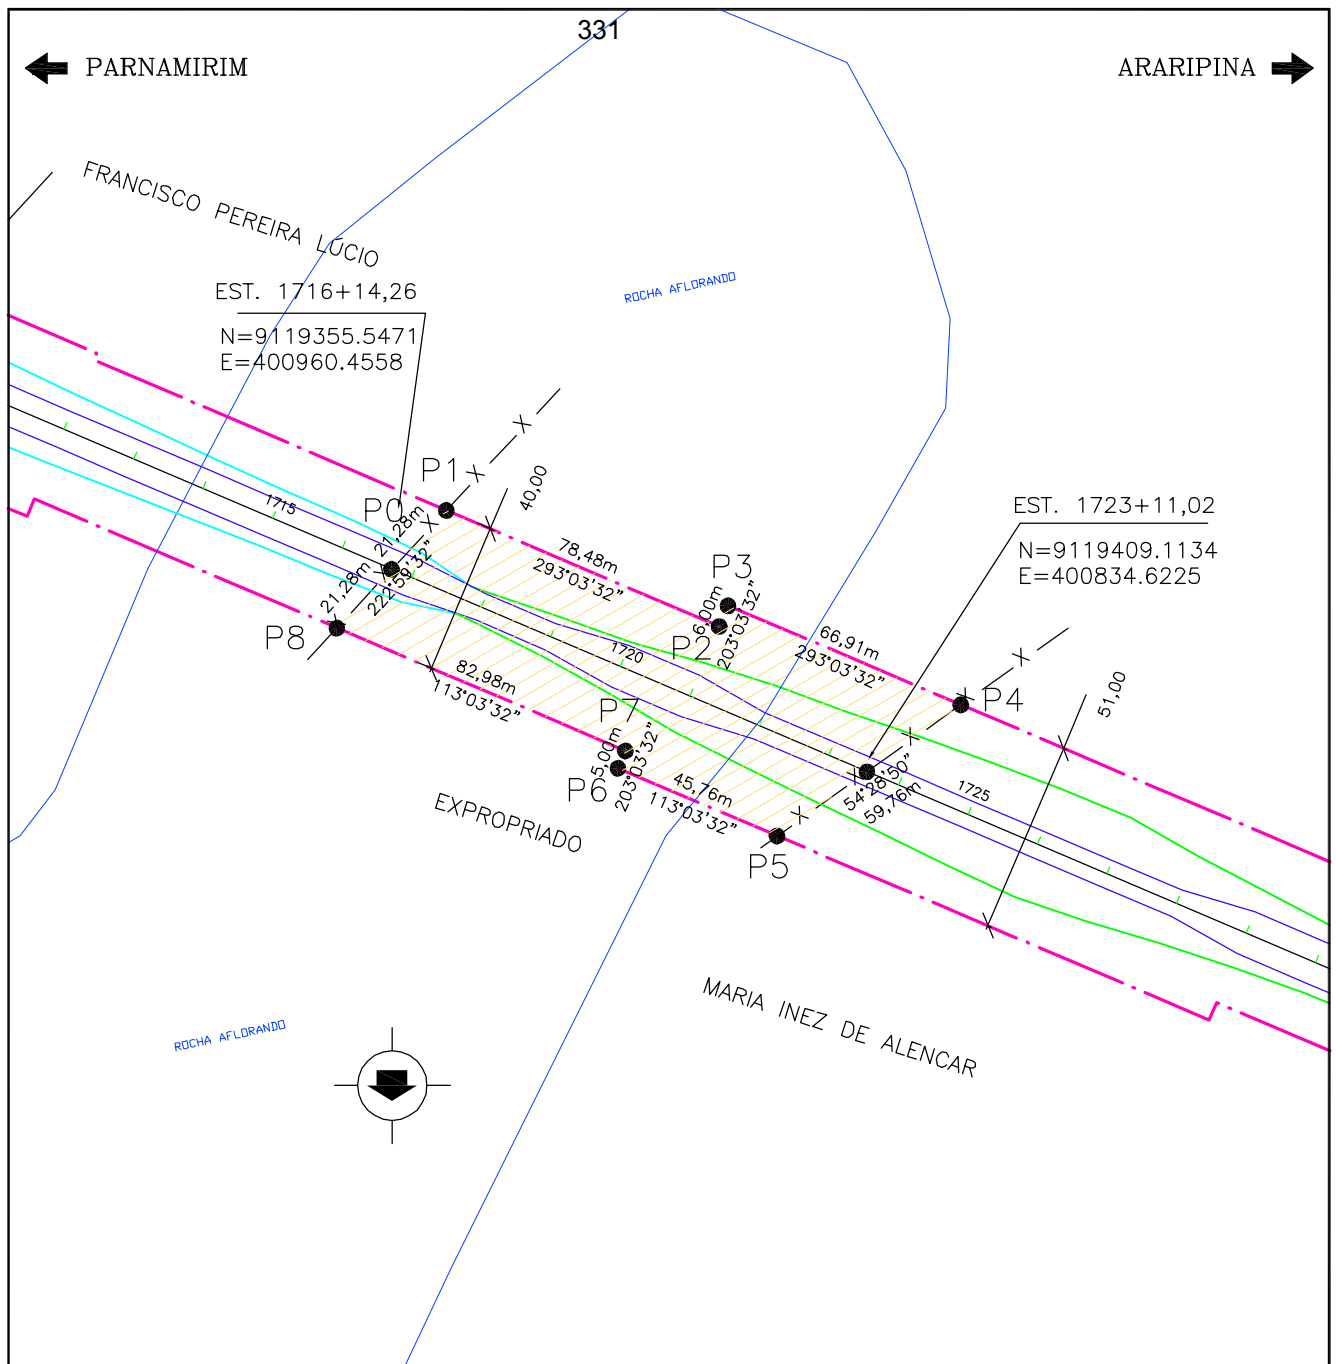 331
PARNAMIRIM
ARARIPINA
FRANCISCO PEREIRA LÚCIO
ROCHA AFLORANDO
EST. 1716+14,26
N=9119355.5471
E=400960.4558
P1
40,00
P0
1715
21,28m
222°59'32"
21,28m
P8
78,48m
293°03'32"
EST. 1723+11,02
N=9119409.1134
E=400834.6225
P3
6,00m
203°03'32"
P2
66,91m
293°03'32"
1720
82,98m
113°03'32"
P4
51,00
P7
5,00m
203°03'32"
P6
45,76m
113°03'32"
54°28'50"
59,76m
1725
P5
EXPROPRIADO
MARIA INEZ DE ALENCAR
ROCHA AFLORANDO